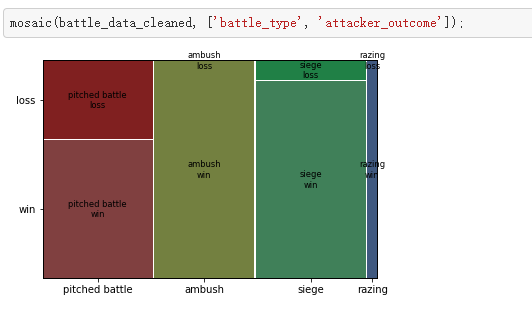 mosaic(battle_data_cleaned, ['battle_type', 'attacker_outcome']);
ambush
loss
razing
loss
siege
loss
loss
pitched battle
loss
ambush
win
razing
win
siege
win
win
pitched battle
win
pitched battle
ambush
siege
razing